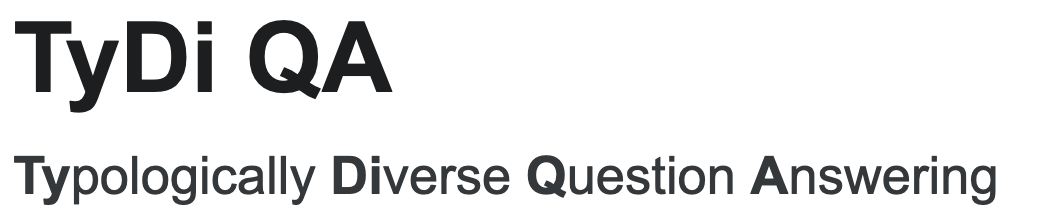 TyDi QA
Typologically Diverse Question Answering